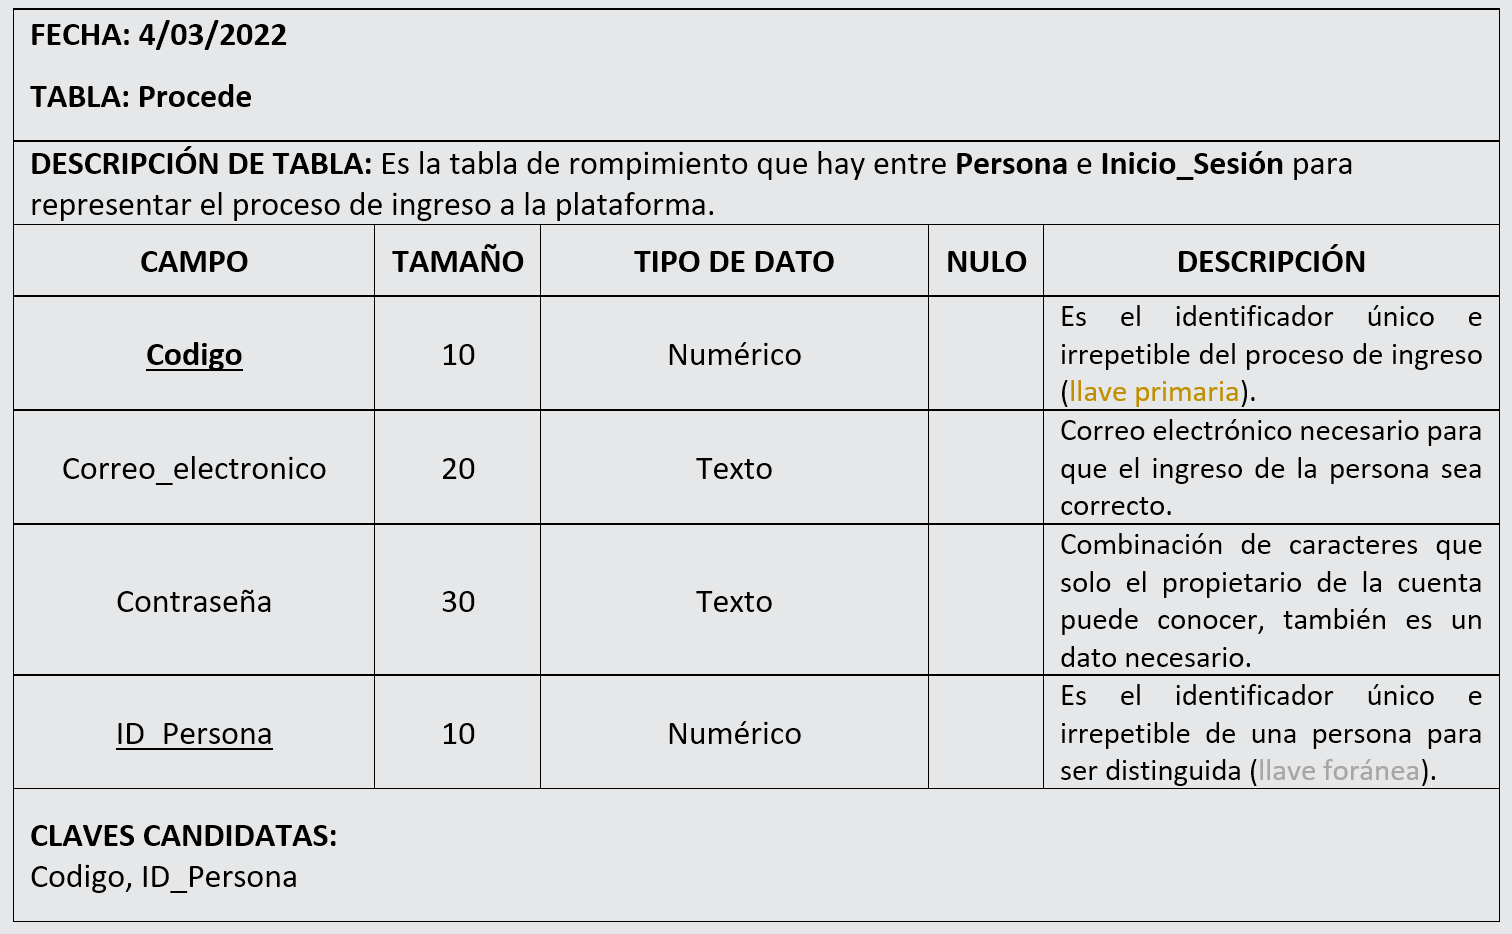 FECHA: 4/03/2022
TABLA: Procede
DESCRIPCIÓN DE TABLA: Es la tabla de rompimiento que hay entre Persona e Inicio_Sesión para
representar el proceso de ingreso a la plataforma.
CAMPO TAMAÑO TIPO DE DATO NULO DESCRIPCIÓN
Codigo 10 Numérico
Es el identificador único e
irrepetible del proceso de ingreso
(llave primaria).
Correo_electronico 20 Texto
Correo electrónico necesario para
que el ingreso de la persona sea
correcto.
Contraseña 30 Texto
Combinación de caracteres que
solo el propietario de la cuenta
puede conocer, también es un
dato necesario.
ID_Persona 10 Numérico
Es el identificador único e
irrepetible de una persona para
ser distinguida (llave foránea).
CLAVES CANDIDATAS:
Codigo, ID_Persona